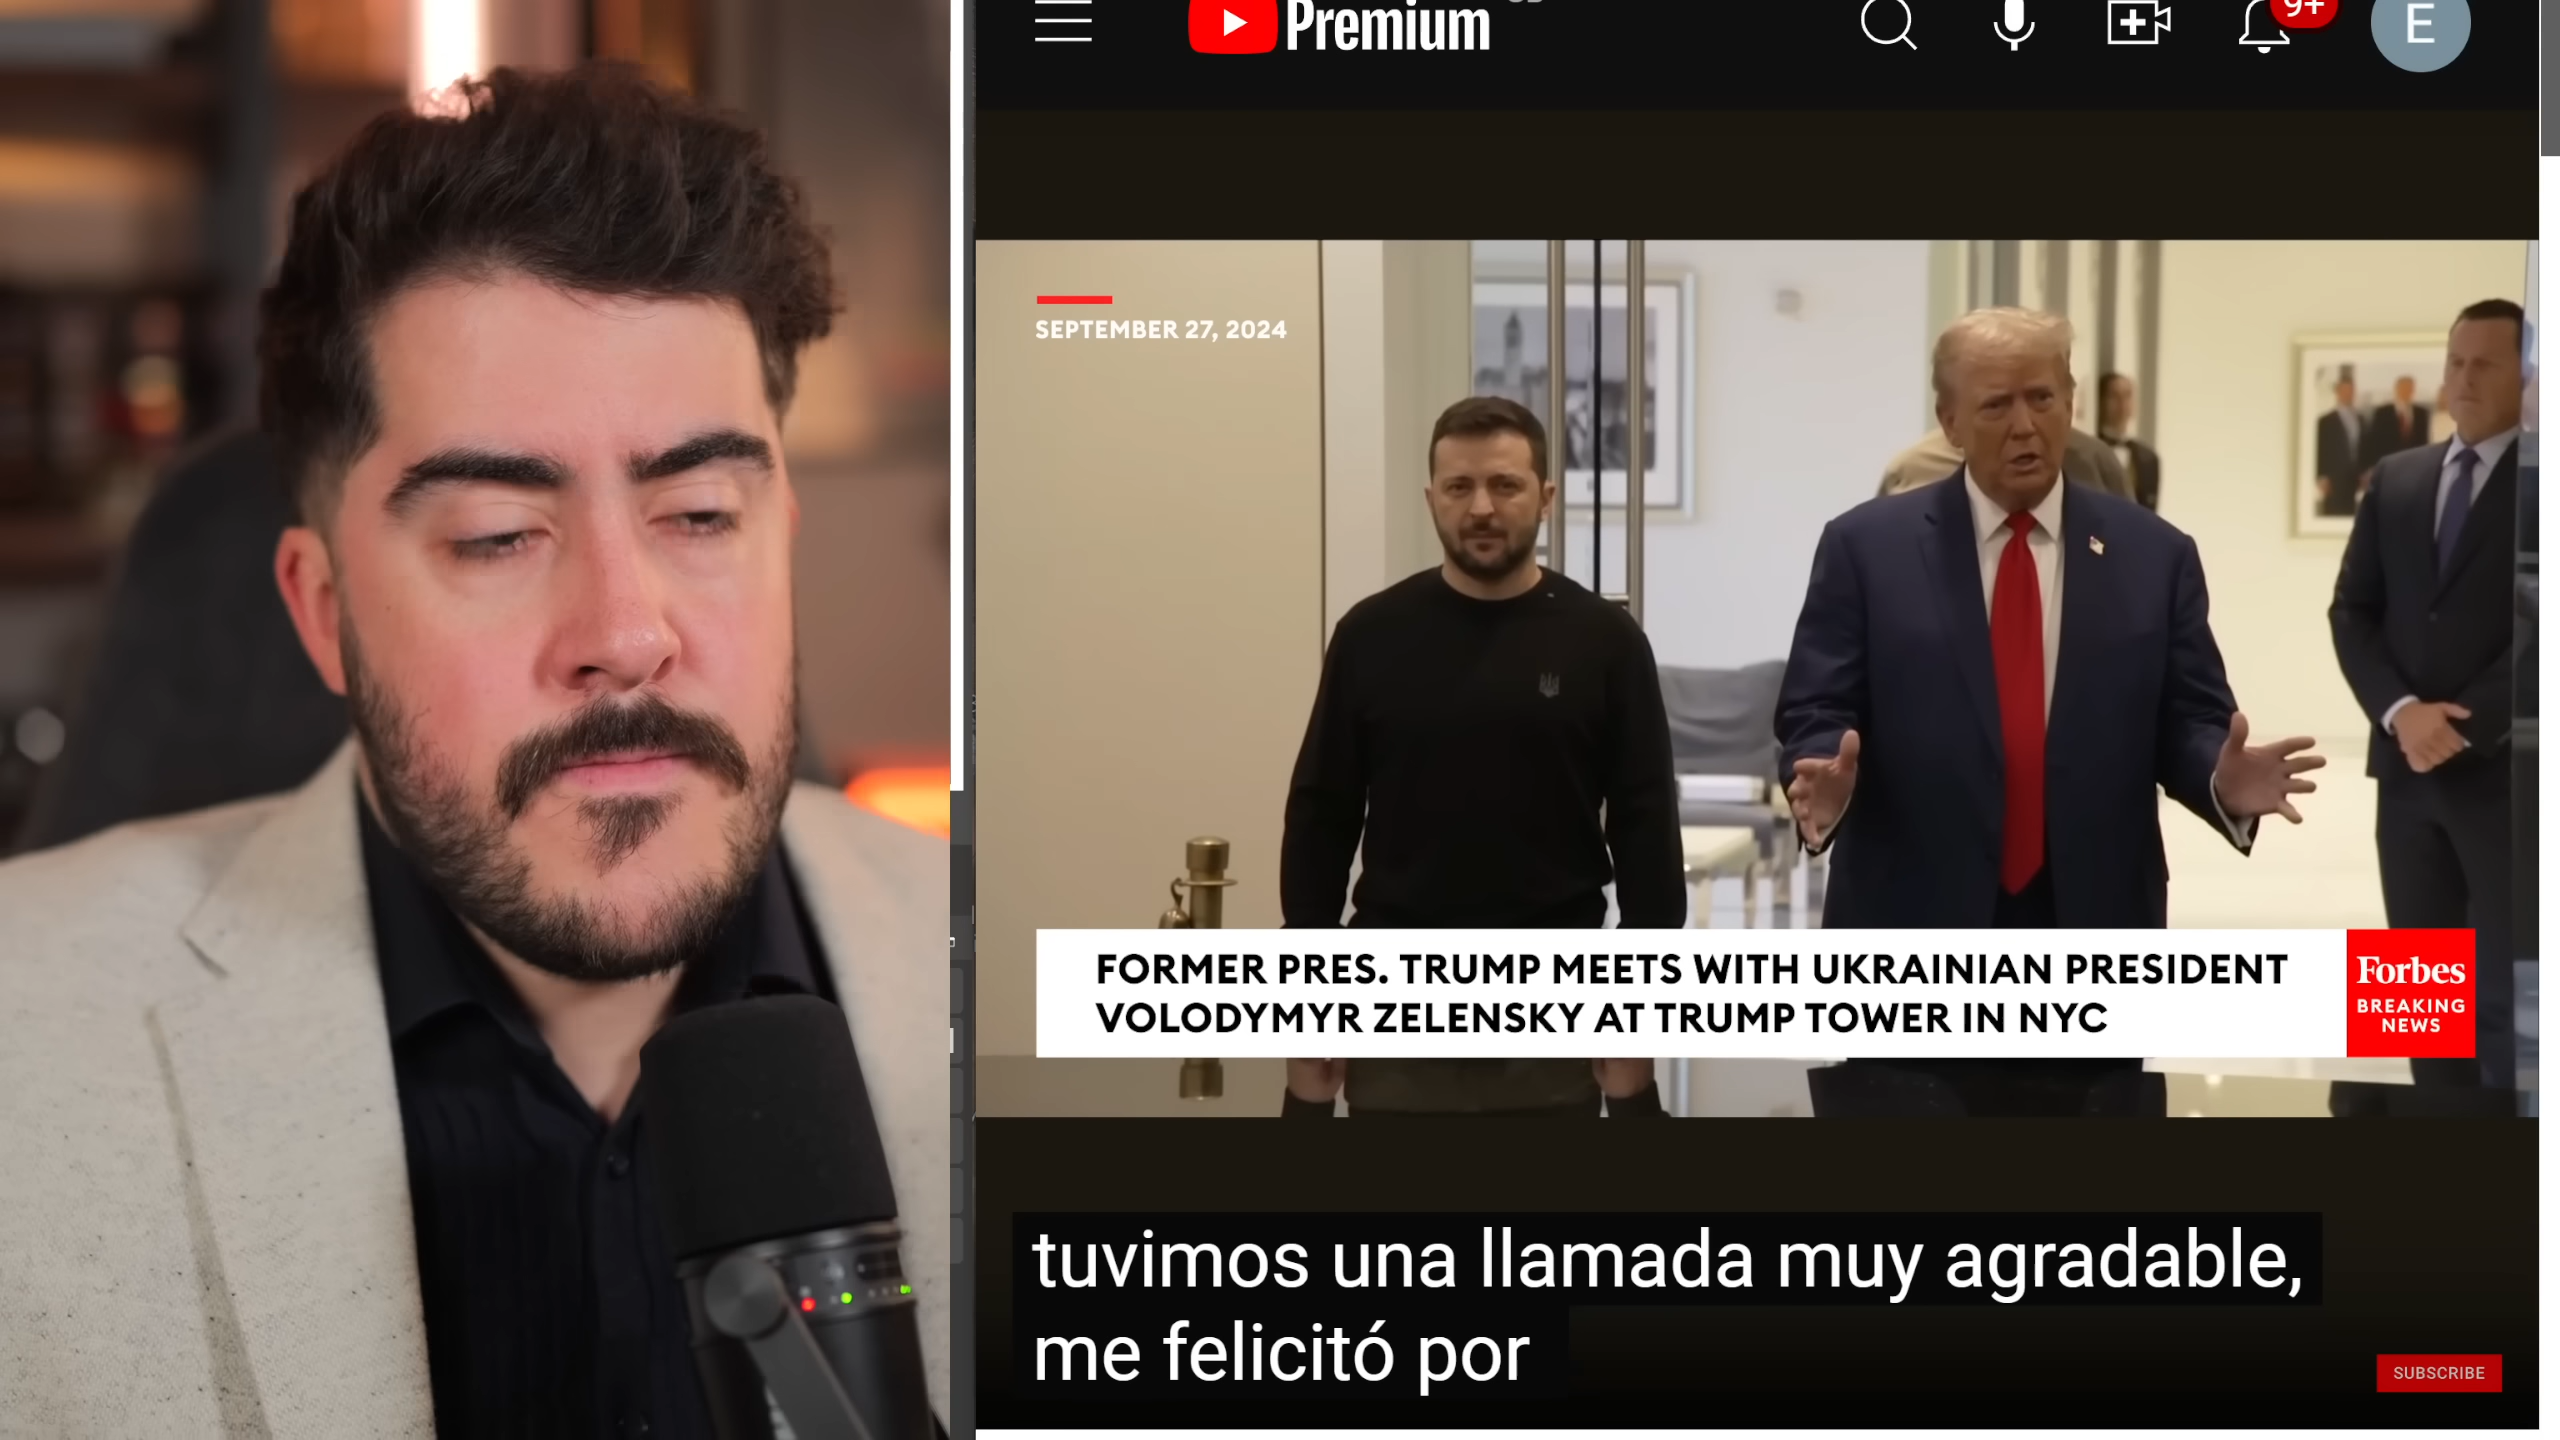 Premium
9+
E
SEPTEMBER 27, 2024
FORMER PRES. TRUMP MEETS WITH UKRAINIAN PRESIDENT
VOLODYMYR ZELENSKY AT TRUMP TOWER IN NYC
Forbes
BREAKING
NEWS
tuvimos una llamada muy agradable,
me felicitó por
SUBSCRIBE